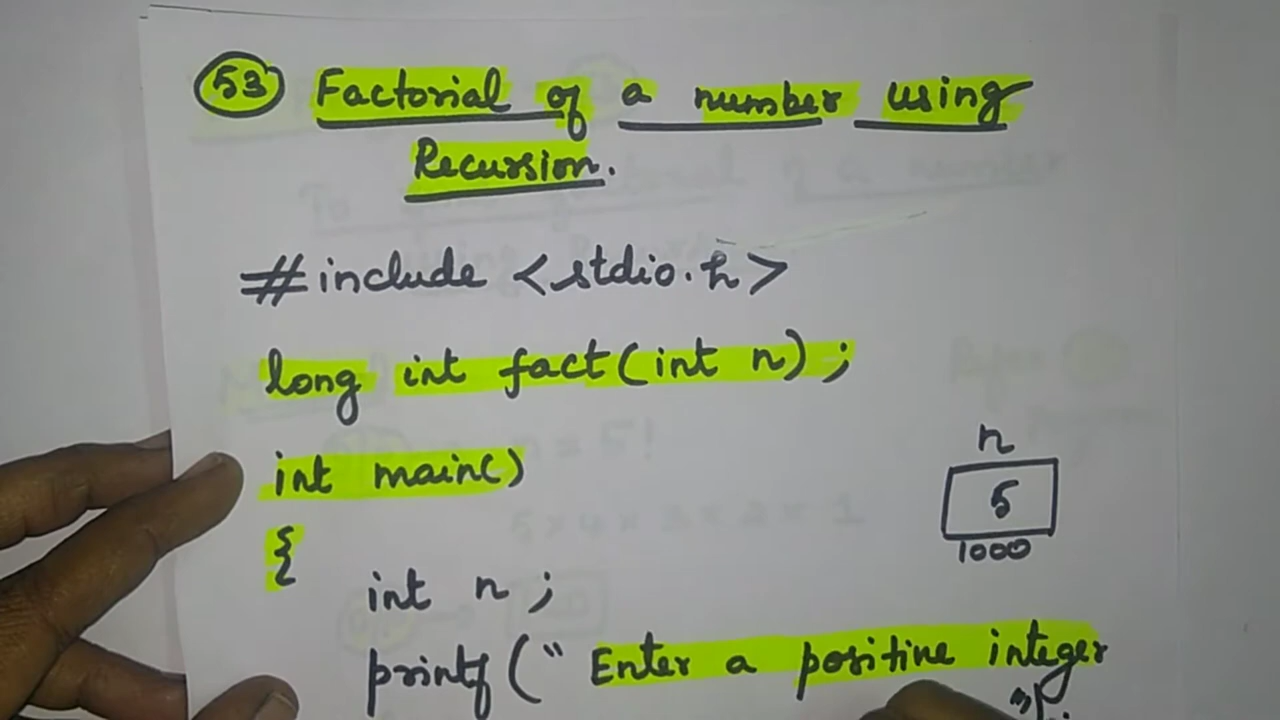 53 Factorial of a number using
Recursion.
#include <stdio.h>
long int fact(int n);
int main()
n
{
5
1000
int n;
printf("Enter a positive integer
");